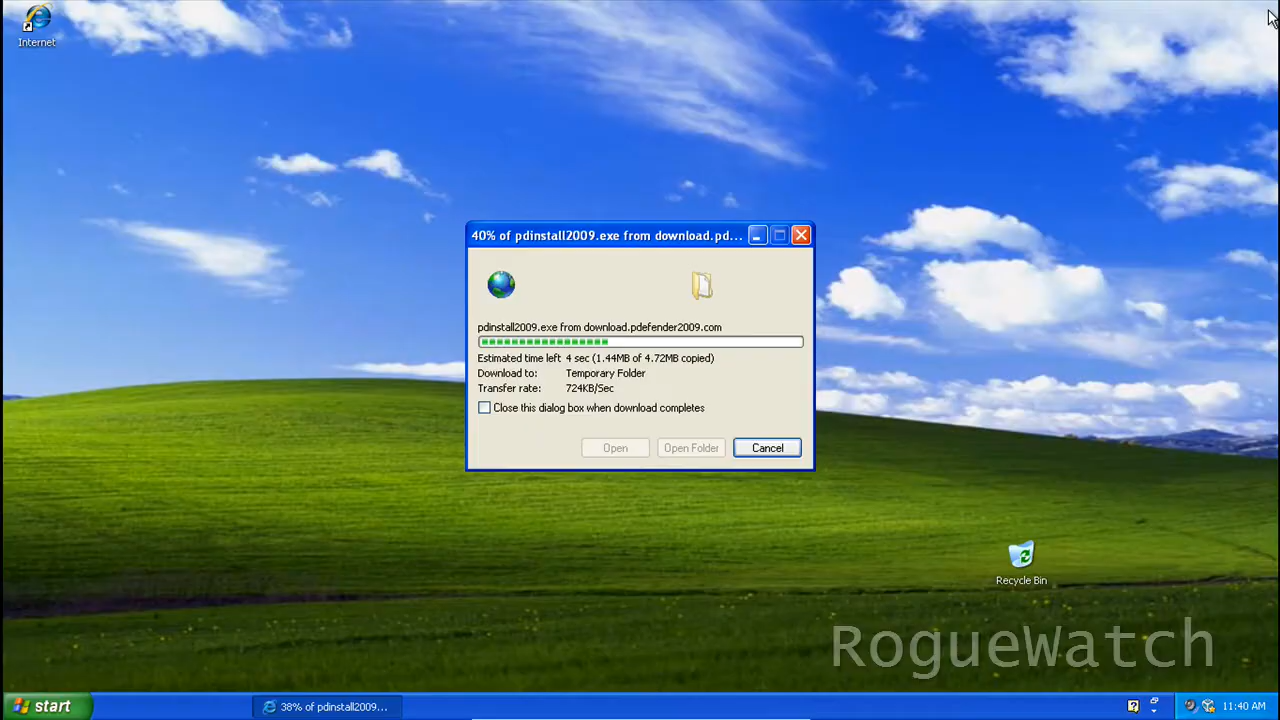 Internet
40% of pdinstall2009.exe from download.pd...
pdinstall2009.exe from download.pdefender2009.com
Estimated time left 4 sec (1.44MB of 4.72MB copied)
Download to: Temporary Folder
Transfer rate: 724KB/Sec
Close this dialog box when download completes
Open Open Folder Cancel
Recycle Bin
RogueWatch
start 38% of pdinstall2009... 11:40 AM